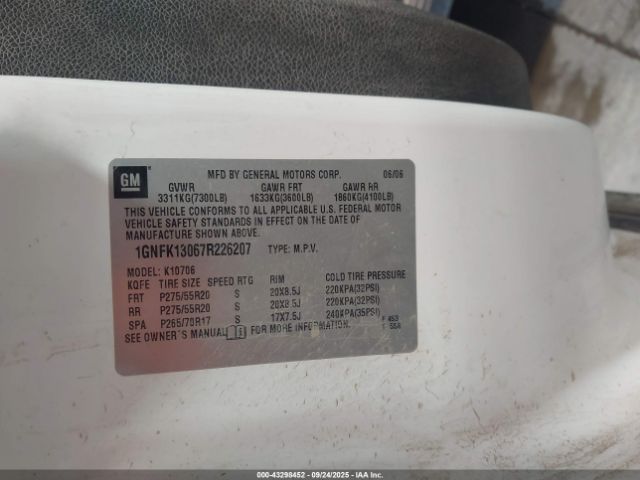 GM
MFD BY GENERAL MOTORS CORP. 06/06
GVWR GAWR FRT GAWR RR
3311KG(7300LB) 1633KG(3600LB) 1860KG(4100LB)
THIS VEHICLE CONFORMS TO ALL APPLICABLE U.S. FEDERAL MOTOR
VEHICLE SAFETY STANDARDS IN EFFECT ON THE DATE OF
MANUFACTURE SHOWN ABOVE.
1GNFK13067R226207 TYPE: M.P.V.
MODEL: K10706
KQFE TIRE SIZE SPEED RTG RIM COLD TIRE PRESSURE
FRT P275/55R20 S 20X8.5J 220KPA(32PSI)
RR P275/55R20 S 20X8.5J 220KPA(32PSI)
SPA P265/70R17 S 17X7.5J 240KPA(35PSI)
F 453
F 554
SEE OWNER'S MANUAL FOR MORE INFORMATION.
000-43298452 - 09/24/2025 - © IAA Inc.